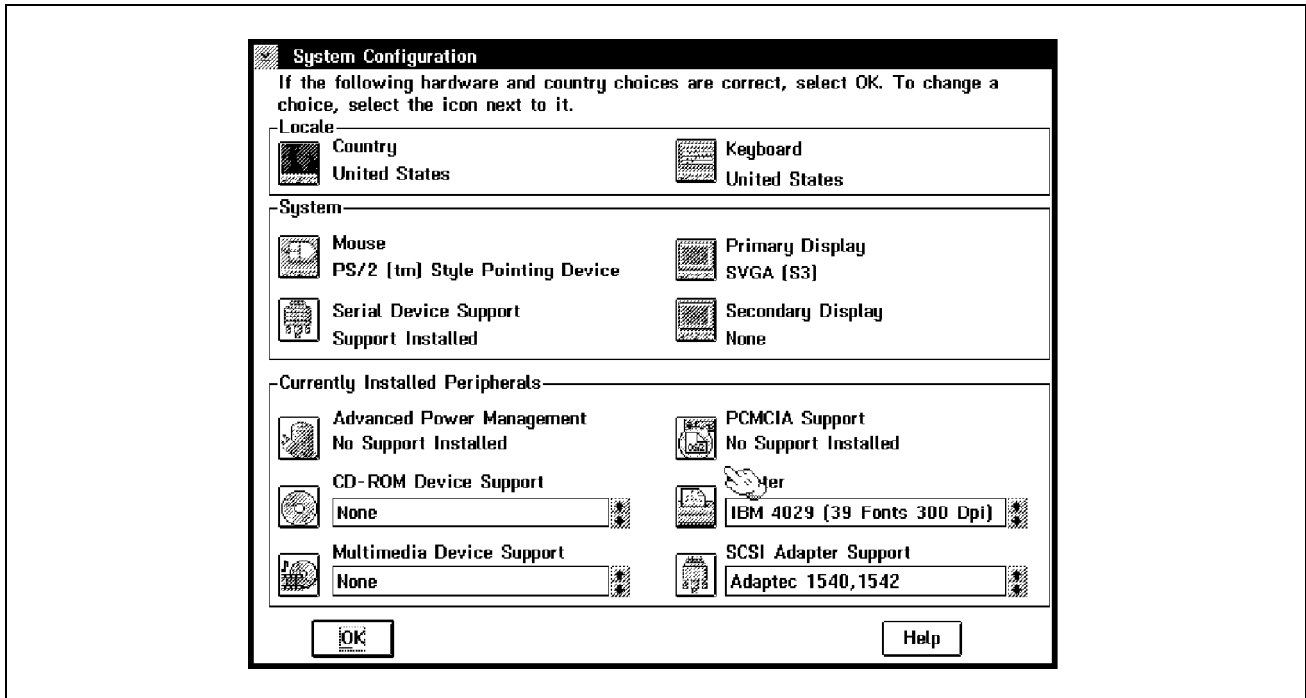 System Configuration
If the following hardware and country choices are correct, select OK. To change a
choice, select the icon next to it.
Locale
Country
United States
Keyboard
United States
System
Mouse
PS/2 (tm) Style Pointing Device
Primary Display
SVGA (S3)
Serial Device Support
Support Installed
Secondary Display
None
Currently Installed Peripherals
Advanced Power Management
No Support Installed
PCMCIA Support
No Support Installed
CD-ROM Device Support
None
IBM 4029 (39 Fonts 300 Dpi)
Multimedia Device Support
None
SCSI Adapter Support
Adaptec 1540,1542
OK
Help